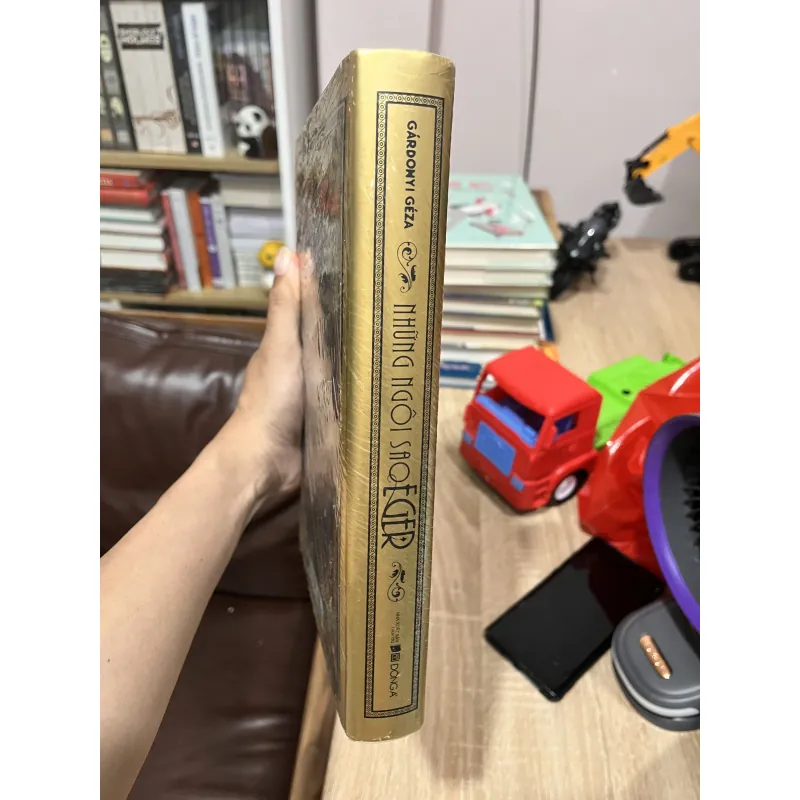 GÁRDONYI GÉZA
NHỮNG NGÔI SAO EGER
ĐÔNG A